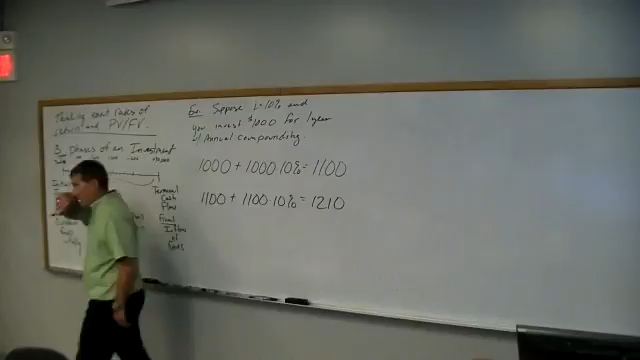 Thinking about rates of
return and PV/FV.
3 phases of an Investment
Terminal
Cash
Flow
Final
Inflow
of
funds
Ex. Suppose i=10% and
you invest $1000 for 1 year
w/ Annual compounding.
1000 + 1000·10% = 1100
1100 + 1100·10% = 1210